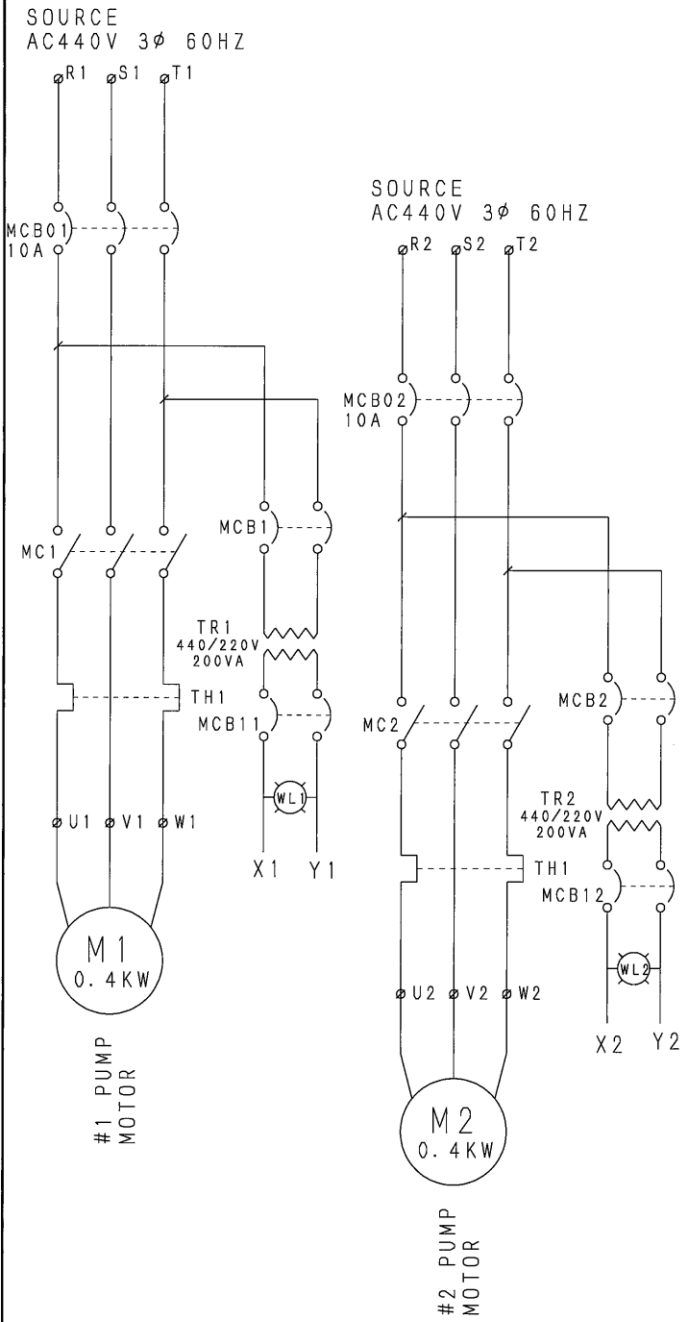 SOURCE
AC440V 3φ 60HZ
R1 S1 T1
MCB01
10A
MCB1
MC1
TR1
440/220V
200VA
TH1
MCB11
WL1
U1 V1 W1
X1 Y1
M1
0.4KW
#1 PUMP
MOTOR
SOURCE
AC440V 3φ 60HZ
R2 S2 T2
MCB02
10A
MCB2
MC2
TR2
440/220V
200VA
TH1
MCB12
WL2
U2 V2 W2
X2 Y2
M2
0.4KW
#2 PUMP
MOTOR